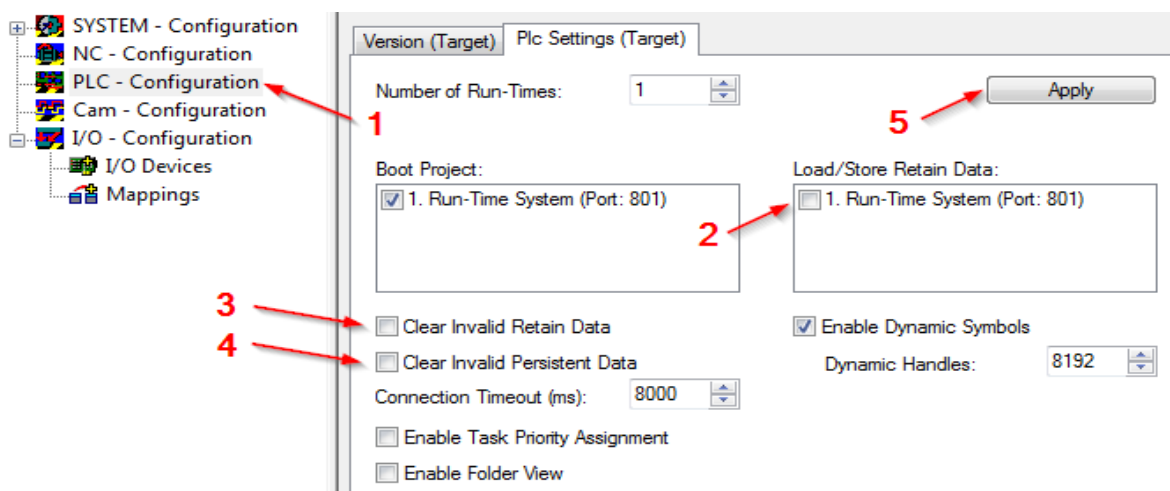 SYSTEM - Configuration
NC - Configuration
PLC - Configuration
Cam - Configuration
I/O - Configuration
I/O Devices
Mappings
1
Version (Target)
Plc Settings (Target)
Number of Run-Times:
1
Apply
5
Boot Project:
1. Run-Time System (Port: 801)
Load/Store Retain Data:
1. Run-Time System (Port: 801)
2
3
Clear Invalid Retain Data
Enable Dynamic Symbols
4
Clear Invalid Persistent Data
Dynamic Handles:
8192
Connection Timeout (ms):
8000
Enable Task Priority Assignment
Enable Folder View